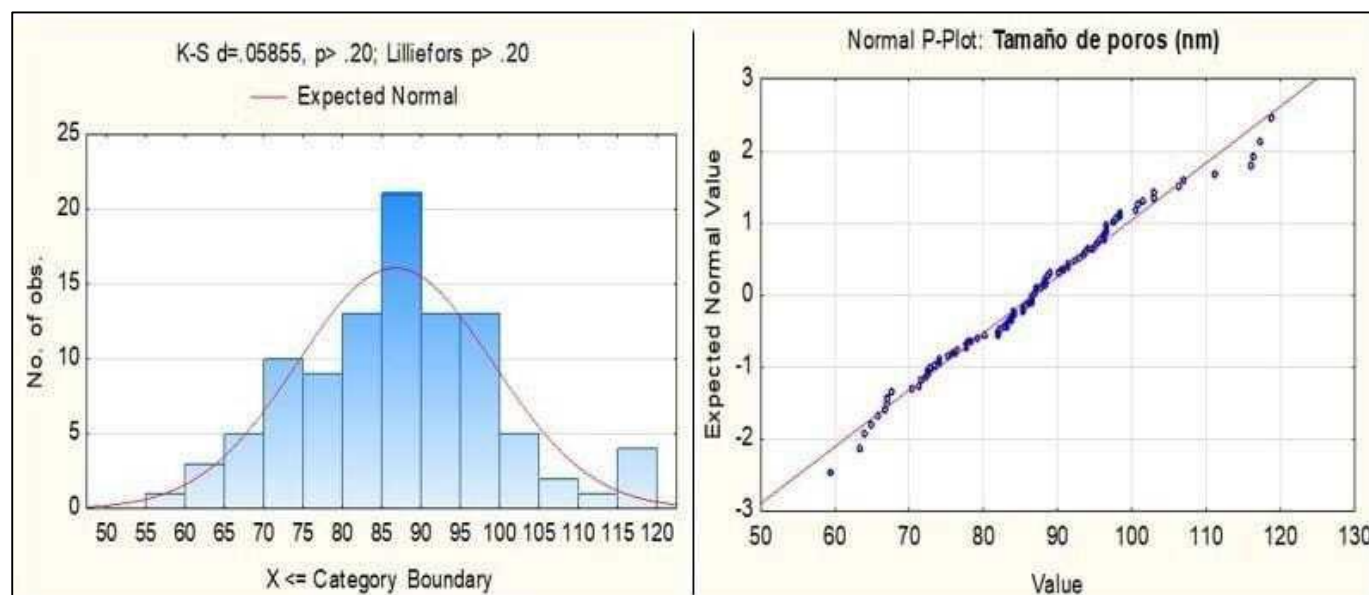 K-S d=.05855, p> .20; Lilliefors p> .20
Expected Normal
25
20
15
10
5
0
No. of obs.
50 55 60 65 70 75 80 85 90 95 100 105 110 115 120
X <= Category Boundary
Normal P-Plot: Tamaño de poros (nm)
3
2
1
0
-1
-2
-3
Expected Normal Value
50 60 70 80 90 100 110 120 130
Value